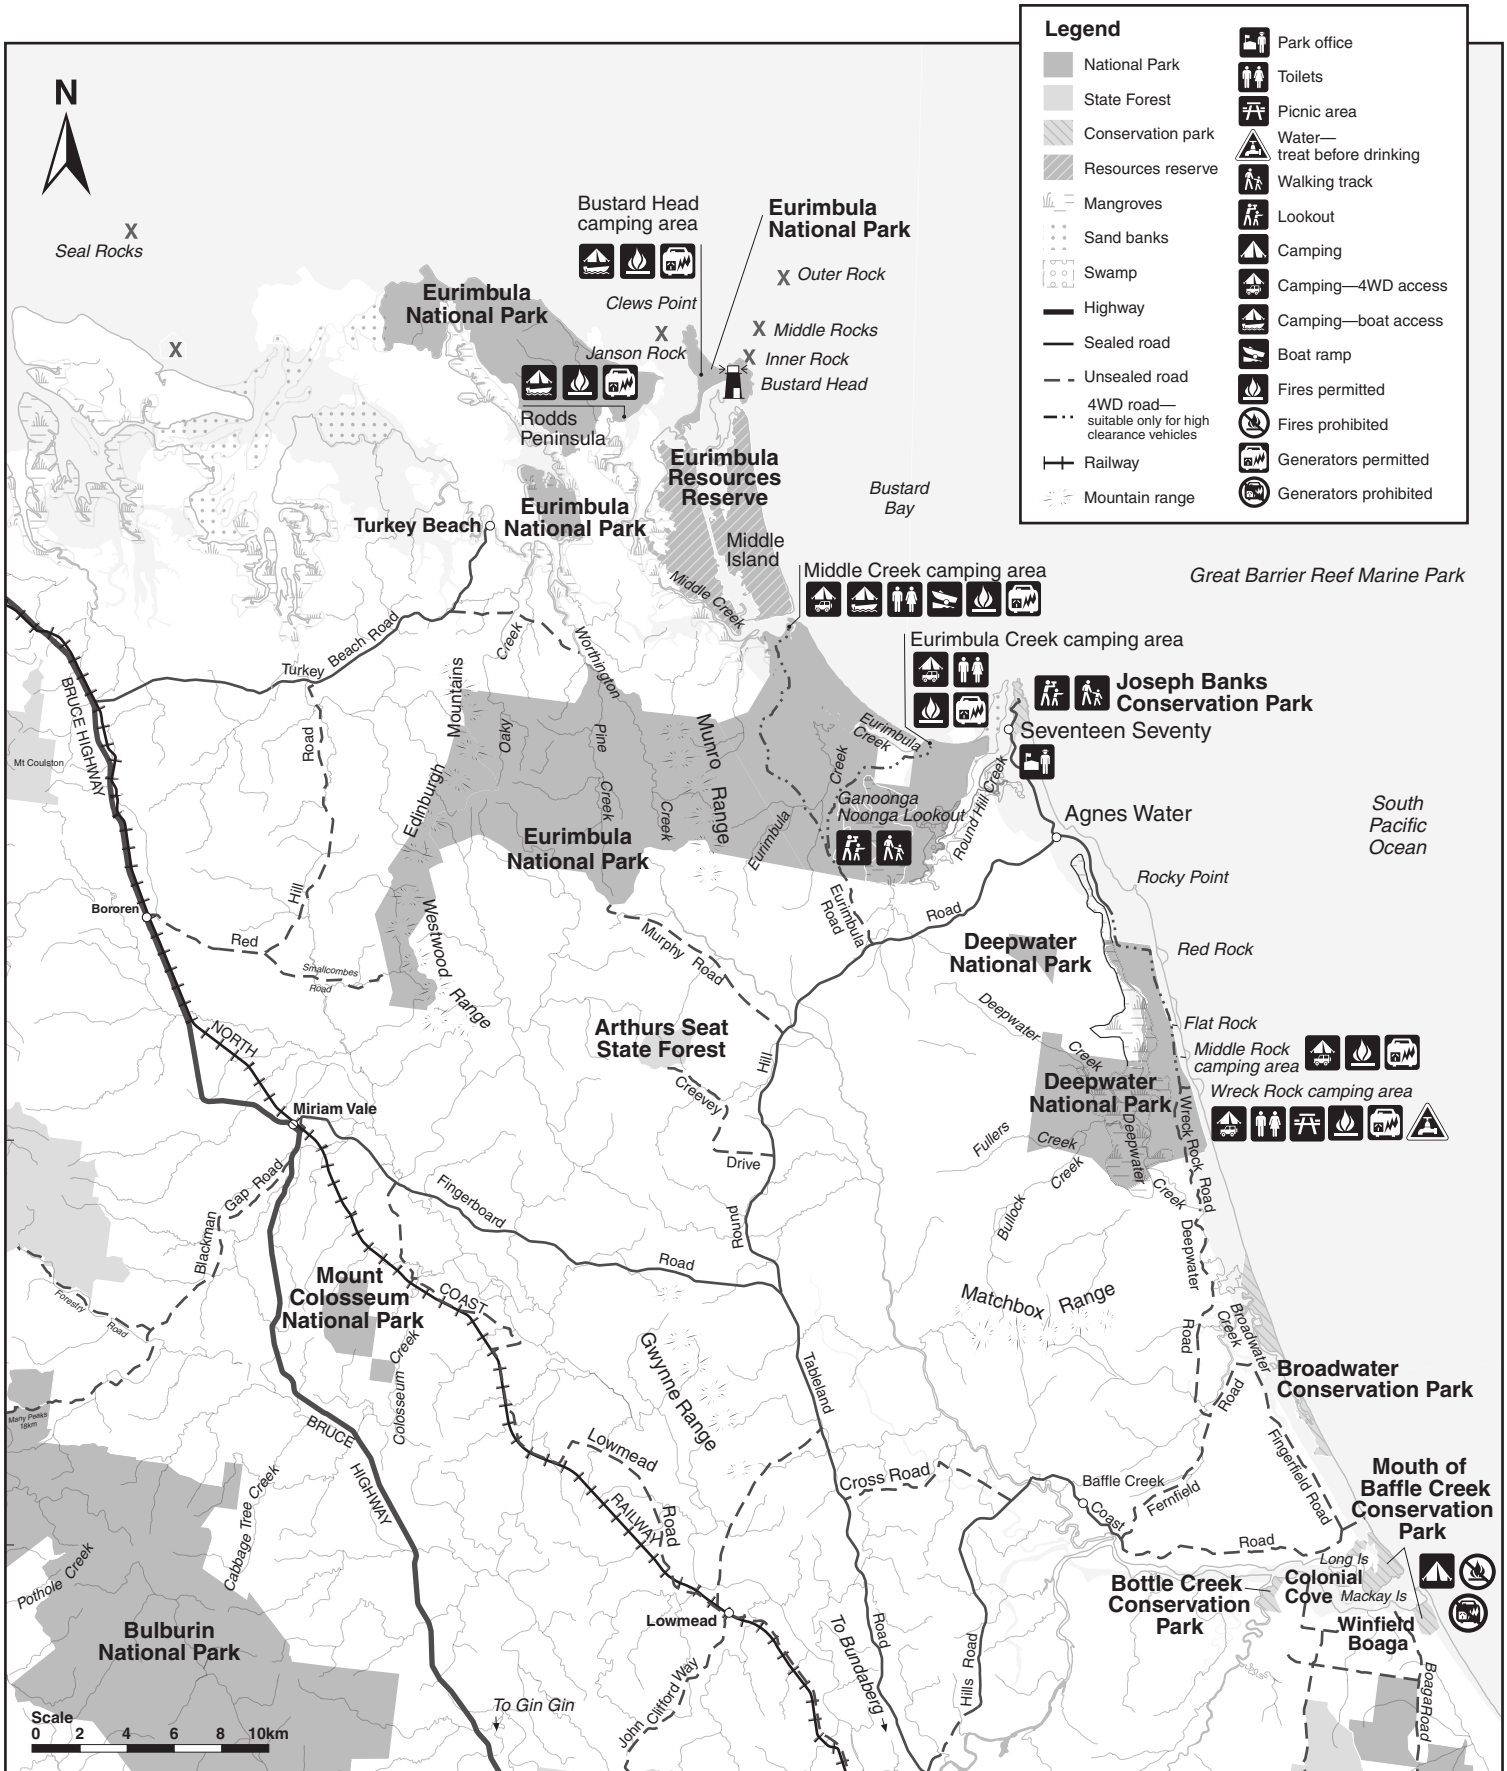 Legend
National Park
State Forest
Conservation park
Resources reserve
Mangroves
Sand banks
Swamp
Highway
Sealed road
Unsealed road
4WD road—
suitable only for high
clearance vehicles
Railway
Mountain range
Park office
Toilets
Picnic area
Water—
treat before drinking
Walking track
Lookout
Camping
Camping—4WD access
Camping—boat access
Boat ramp
Fires permitted
Fires prohibited
Generators permitted
Generators prohibited
N
X
Seal Rocks
X
Bustard Head
camping area
Eurimbula
National Park
X Outer Rock
Clews Point
X
Janson Rock
X Middle Rocks
X Inner Rock
Bustard Head
Eurimbula
National Park
Rodds
Peninsula
Eurimbula
Resources
Reserve
Bustard
Bay
Eurimbula
National Park
Turkey Beach
Middle
Island
Middle Creek
Middle Creek camping area
Great Barrier Reef Marine Park
Eurimbula Creek camping area
Joseph Banks
Conservation Park
Seventeen Seventy
Turkey Beach Road
Creek
Worthington
Mountains
Oaky
Pine
Munro
Eurimbula
Creek
Creek
BRUCE HIGHWAY
Mt Coulston
Road
Edinburgh
Creek
Creek
Range
Eurimbula
Ganoonga
Noonga Lookout
Round Hill Creek
Agnes Water
South
Pacific
Ocean
Eurimbula
National Park
Rocky Point
Bororen
Hill
Red
Smallcombes
Road
Westwood
Range
Murphy Road
Eurimbula
Road
Road
Deepwater
National Park
Red Rock
Deepwater
Creek
Flat Rock
Middle Rock
camping area
NORTH
Arthurs Seat
State Forest
Hill
Creevey
Drive
Deepwater
National Park
Wreck Rock camping area
Wreck Rock Road
Miriam Vale
Fullers
Creek
Deepwater
Creek
Creek
Bullock
Gap Road
Blackman
Fingerboard
Road
Round
Deepwater
Road
Forestry
Road
Mount
Colosseum
National Park
COAST
Matchbox Range
Broadwater
Creek
Colosseum Creek
Gwynne Range
Tableland
Broadwater
Conservation Park
Many Peaks
18km
BRUCE
HIGHWAY
Lowmead
Road
RAILWAY
Cross Road
Baffle Creek
Coast
Fernfield
Road
Fingerfield Road
Mouth of
Baffle Creek
Conservation
Park
Cabbage Tree Creek
Pothole Creek
Road
Long Is
Colonial
Cove
Mackay Is
Bottle Creek
Conservation
Park
Winfield
Boaga
Boaga Road
Bulburin
National Park
Lowmead
To Bundaberg
Road
Hills Road
John Clifford Way
To Gin Gin
Scale
0 2 4 6 8 10km